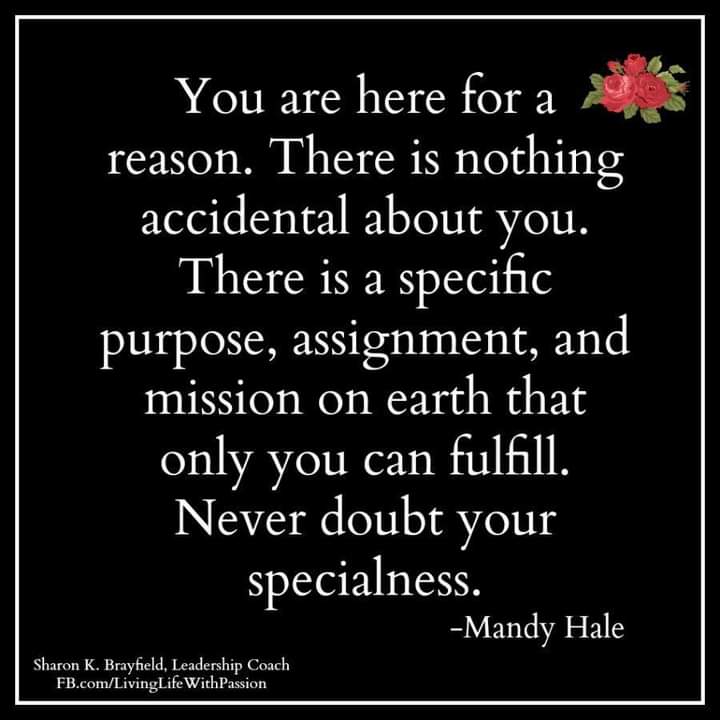 You are here for a
reason. There is nothing
accidental about you.
There is a specific
purpose, assignment, and
mission on earth that
only you can fulfill.
Never doubt your
specialness.
-Mandy Hale
Sharon K. Brayfield, Leadership Coach
FB.com/LivingLifeWithPassion